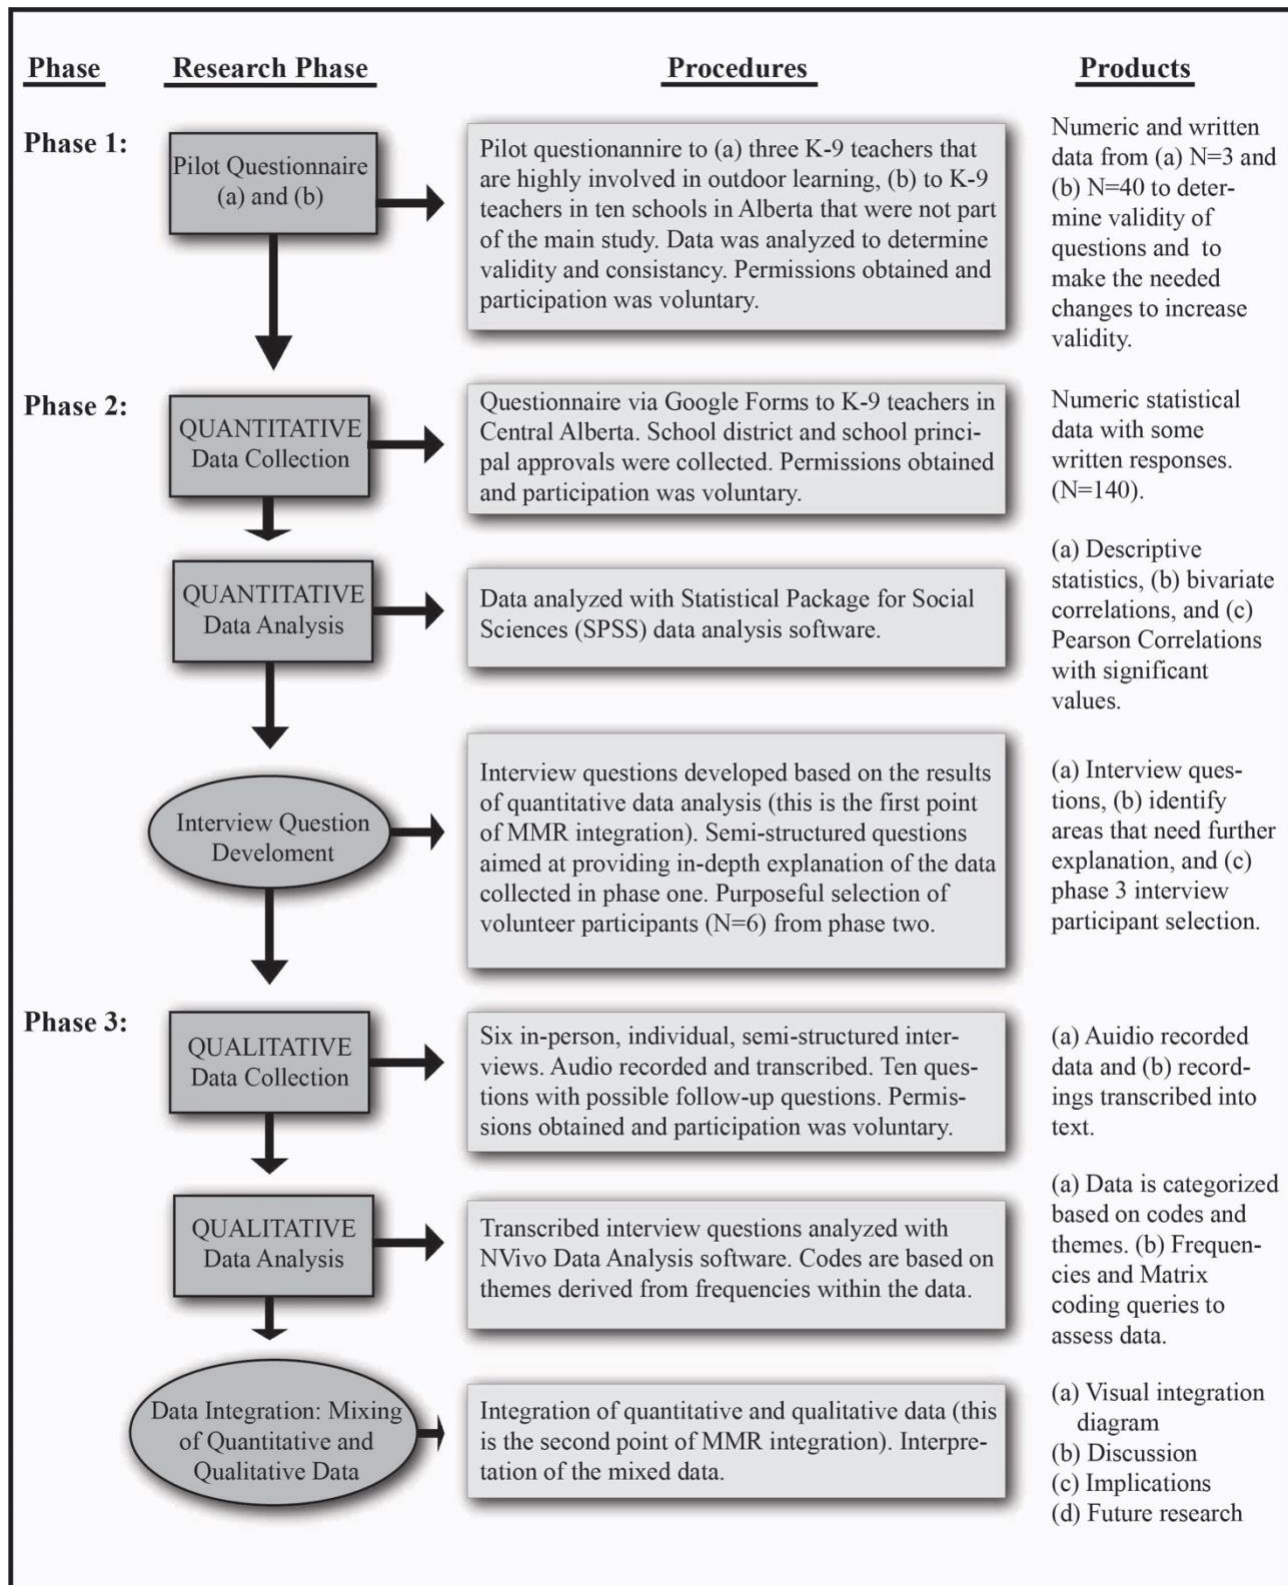 Phase
Research Phase
Procedures
Products
Phase 1:
Pilot Questionnaire
(a) and (b)
Pilot questionannire to (a) three K-9 teachers that
are highly involved in outdoor learning, (b) to K-9
teachers in ten schools in Alberta that were not part
of the main study. Data was analyzed to determine
validity and consistancy. Permissions obtained and
participation was voluntary.
Numeric and written
data from (a) N=3 and
(b) N=40 to deter-
mine validity of
questions and to
make the needed
changes to increase
validity.
Phase 2:
QUANTITATIVE
Data Collection
Questionnaire via Google Forms to K-9 teachers in
Central Alberta. School district and school princi-
pal approvals were collected. Permissions obtained
and participation was voluntary.
Numeric statistical
data with some
written responses.
(N=140).
QUANTITATIVE
Data Analysis
Data analyzed with Statistical Package for Social
Sciences (SPSS) data analysis software.
(a) Descriptive
statistics, (b) bivariate
correlations, and (c)
Pearson Correlations
with significant
values.
Interview Question
Develoment
Interview questions developed based on the results
of quantitative data analysis (this is the first point
of MMR integration). Semi-structured questions
aimed at providing in-depth explanation of the data
collected in phase one. Purposeful selection of
volunteer participants (N=6) from phase two.
(a) Interview ques-
tions, (b) identify
areas that need further
explanation, and (c)
phase 3 interview
participant selection.
Phase 3:
QUALITATIVE
Data Collection
Six in-person, individual, semi-structured inter-
views. Audio recorded and transcribed. Ten ques-
tions with possible follow-up questions. Permis-
sions obtained and participation was voluntary.
(a) Auidio recorded
data and (b) record-
ings transcribed into
text.
QUALITATIVE
Data Analysis
Transcribed interview questions analyzed with
NVivo Data Analysis software. Codes are based on
themes derived from frequencies within the data.
(a) Data is categorized
based on codes and
themes. (b) Frequen-
cies and Matrix
coding queries to
assess data.
Data Integration: Mixing
of Quantitative and
Qualitative Data
Integration of quantitative and qualitative data (this
is the second point of MMR integration). Interpre-
tation of the mixed data.
(a) Visual integration
diagram
(b) Discussion
(c) Implications
(d) Future research